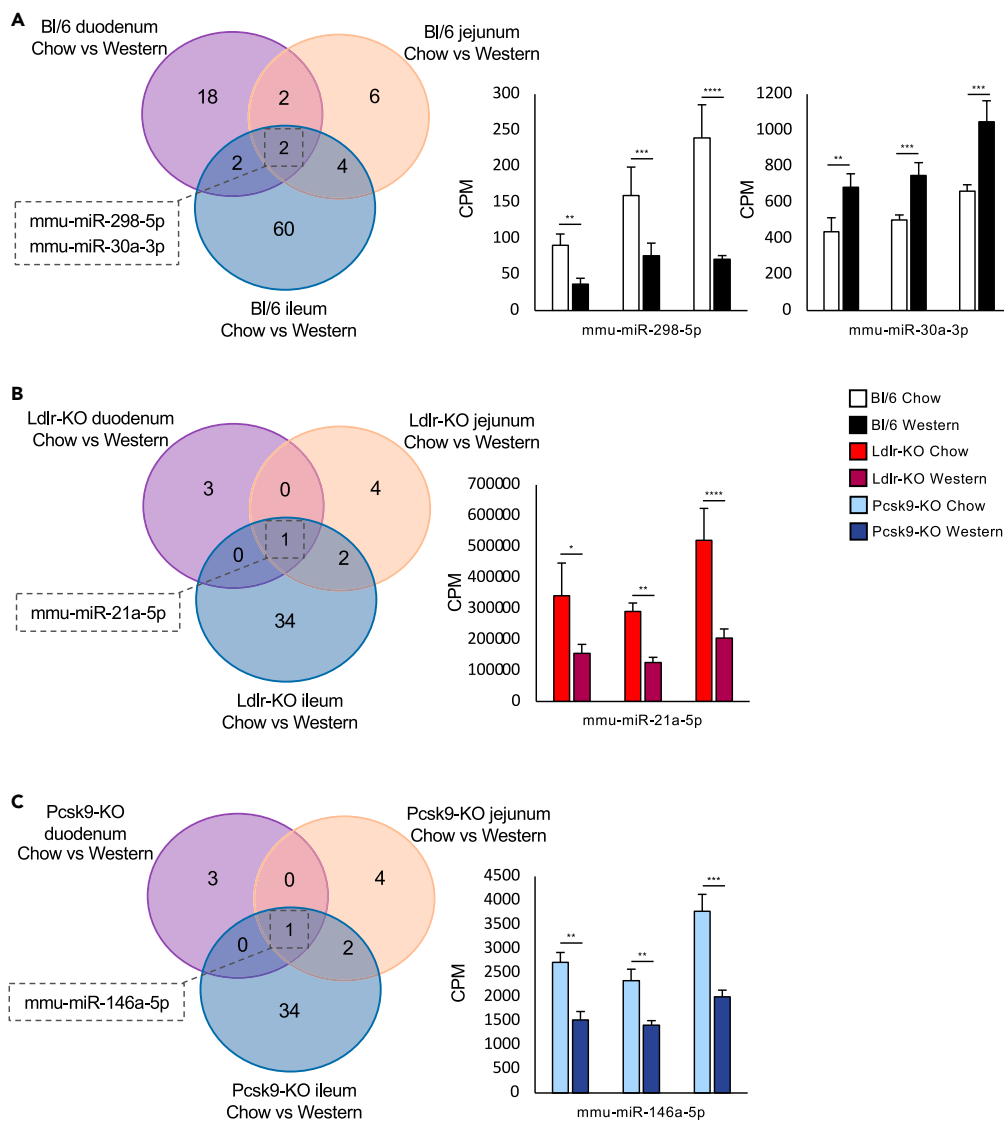 A
Bl/6 duodenum
Chow vs Western
Bl/6 jejunum
Chow vs Western
18
2
6
2
2
4
60
mmu-miR-298-5p
mmu-miR-30a-3p
Bl/6 ileum
Chow vs Western
CPM
300
250
200
150
100
50
0
**
***
****
mmu-miR-298-5p
CPM
1200
1000
800
600
400
200
0
**
***
***
mmu-miR-30a-3p
B
Ldlr-KO duodenum
Chow vs Western
Ldlr-KO jejunum
Chow vs Western
3
0
4
1
0
2
34
mmu-miR-21a-5p
Ldlr-KO ileum
Chow vs Western
CPM
700000
600000
500000
400000
300000
200000
100000
0
*
**
****
mmu-miR-21a-5p
Bl/6 Chow
Bl/6 Western
Ldlr-KO Chow
Ldlr-KO Western
Pcsk9-KO Chow
Pcsk9-KO Western
C
Pcsk9-KO
duodenum
Chow vs Western
Pcsk9-KO jejunum
Chow vs Western
3
0
4
1
0
2
34
mmu-miR-146a-5p
Pcsk9-KO ileum
Chow vs Western
CPM
4500
4000
3500
3000
2500
2000
1500
1000
500
0
**
**
***
mmu-miR-146a-5p